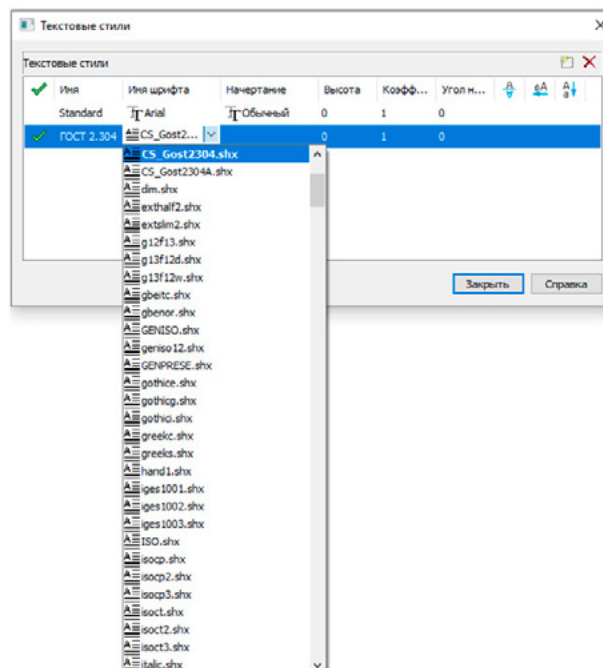 Текстовые стили
Текстовые стили
Имя Имя шрифта Начертание Высота Коэфф... Угол н...
Standard Arial Обычный 0 1 0
ГОСТ 2.304 CS_Gost2... 0 1 0
CS_Gost2304.shx
CS_Gost2304A.shx
dim.shx
exthalf2.shx
extslim2.shx
g12f13.shx
g13f12d.shx
g13f12w.shx
gbeitc.shx
gbenor.shx
Закрыть Справка
GENISO.shx
geniso12.shx
GENPRESE.shx
gothice.shx
gothicg.shx
gothici.shx
greekc.shx
greeks.shx
hand1.shx
iges1001.shx
iges1002.shx
iges1003.shx
ISO.shx
isocp.shx
isocp2.shx
isocp3.shx
isoct.shx
isoct2.shx
isoct3.shx
italic.shx